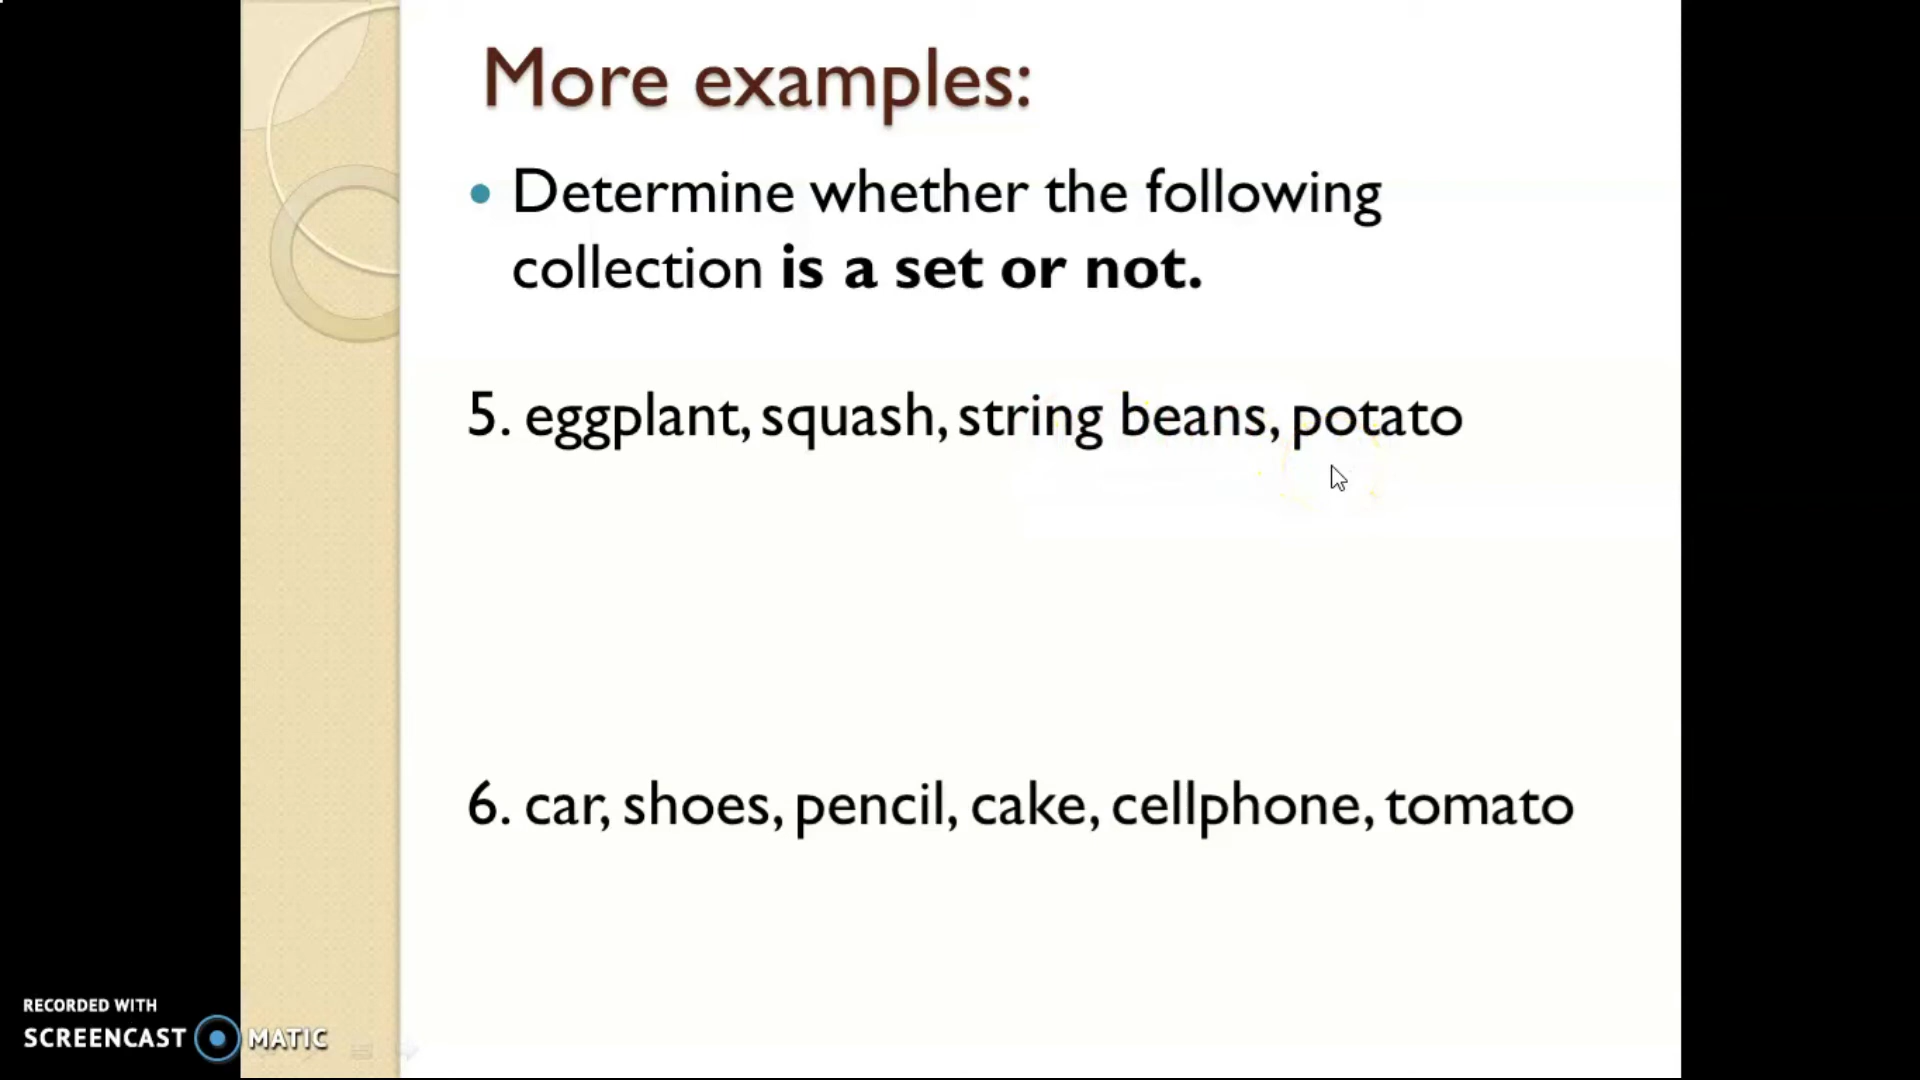 More examples:
Determine whether the following
collection is a set or not.
5. eggplant, squash, string beans, potato
6. car, shoes, pencil, cake, cellphone, tomato
RECORDED WITH
SCREENCAST MATIC